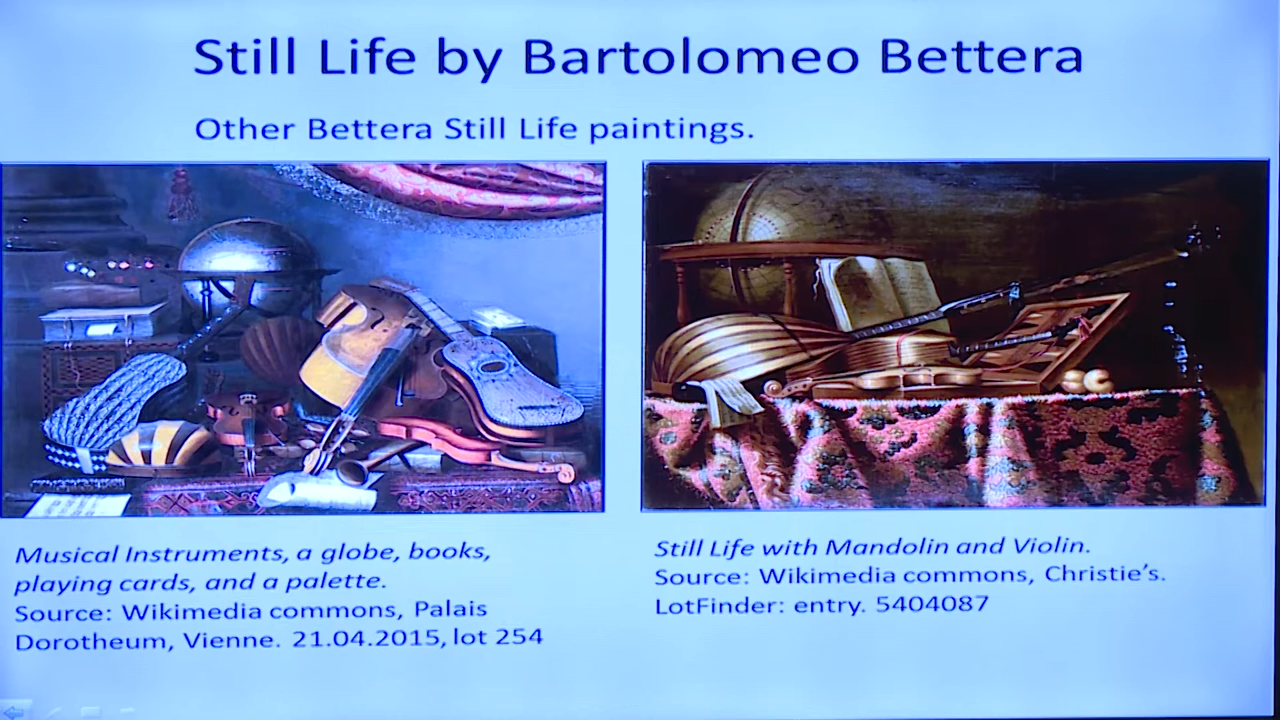 Still Life by Bartolomeo Bettera
Other Bettera Still Life paintings.
Musical Instruments, a globe, books,
playing cards, and a palette.
Source: Wikimedia commons, Palais
Dorotheum, Vienne. 21.04.2015, lot 254
Still Life with Mandolin and Violin.
Source: Wikimedia commons, Christie's.
LotFinder: entry. 5404087